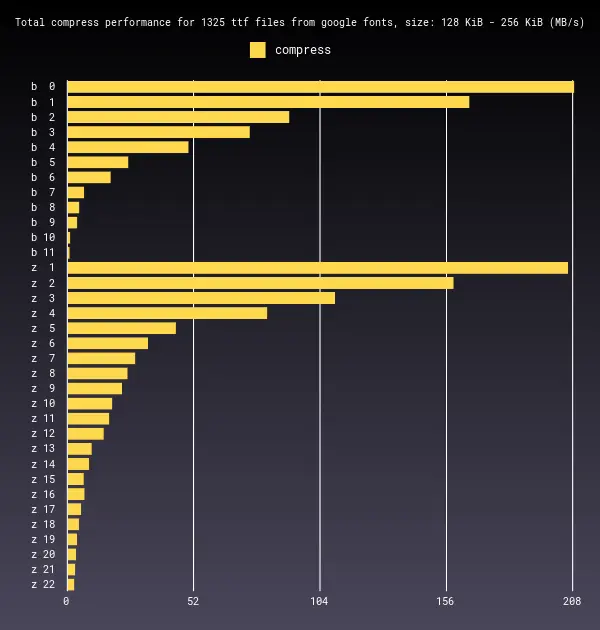 Total compress performance for 1325 ttf files from google fonts, size: 128 KiB - 256 KiB (MB/s)
compress
b 0
b 1
b 2
b 3
b 4
b 5
b 6
b 7
b 8
b 9
b 10
b 11
z 1
z 2
z 3
z 4
z 5
z 6
z 7
z 8
z 9
z 10
z 11
z 12
z 13
z 14
z 15
z 16
z 17
z 18
z 19
z 20
z 21
z 22
0 52 104 156 208